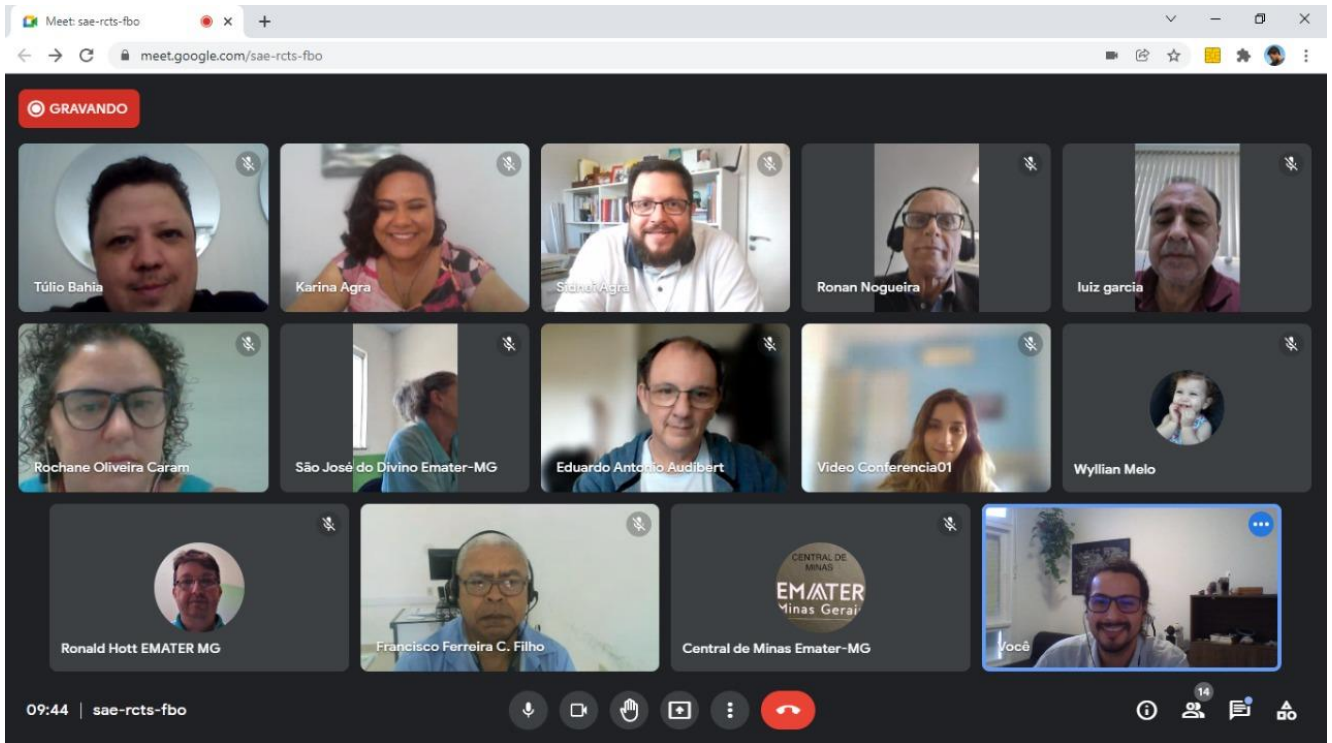 Meet: sae-rcts-fbo
meet.google.com/sae-rcts-fbo
GRAVANDO
Túlio Bahia
Karina Agra
Sidnei Agra
Ronan Nogueira
luiz garcia
Rochane Oliveira Caram
São José do Divino Emater-MG
Eduardo Antonio Audibert
Video Conferencia01
Wyllian Melo
CENTRAL DE
MINAS
EMATER
Minas Gerai
Ronald Hott EMATER MG
Francisco Ferreira C. Filho
Central de Minas Emater-MG
Você
09:44 | sae-rcts-fbo
14